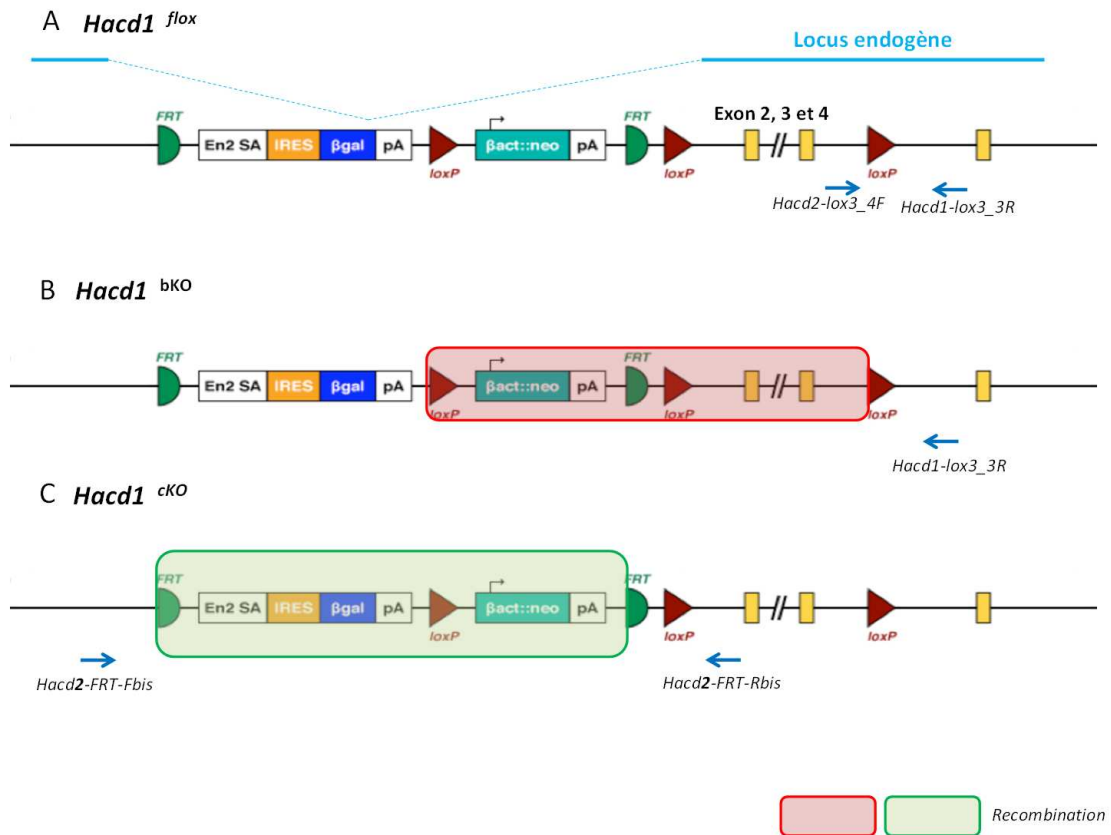 A Hacd1 flox
Locus endogène
FRT FRT Exon 2, 3 et 4
En2 SA IRES βgal pA βact::neo pA
loxP loxP loxP
Hacd2-lox3_4F Hacd1-lox3_3R
B Hacd1 bKO
FRT FRT
En2 SA IRES βgal pA βact::neo pA
loxP loxP loxP
Hacd1-lox3_3R
C Hacd1 cKO
FRT FRT
En2 SA IRES βgal pA βact::neo pA
loxP loxP loxP
Hacd2-FRT-Fbis Hacd2-FRT-Rbis
Recombination